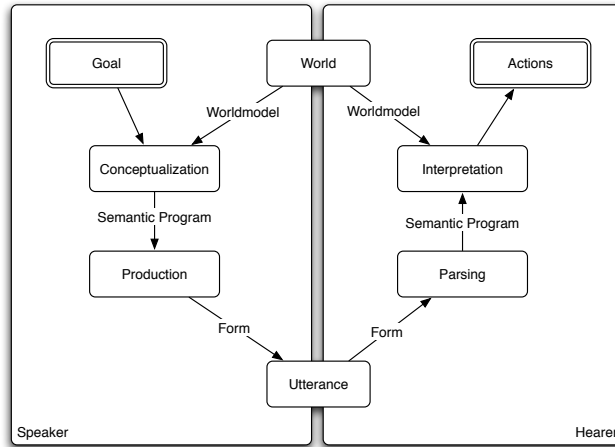 Goal
World
Actions
Worldmodel
Worldmodel
Conceptualization
Interpretation
Semantic Program
Semantic Program
Production
Parsing
Form
Form
Utterance
Speaker
Hearer